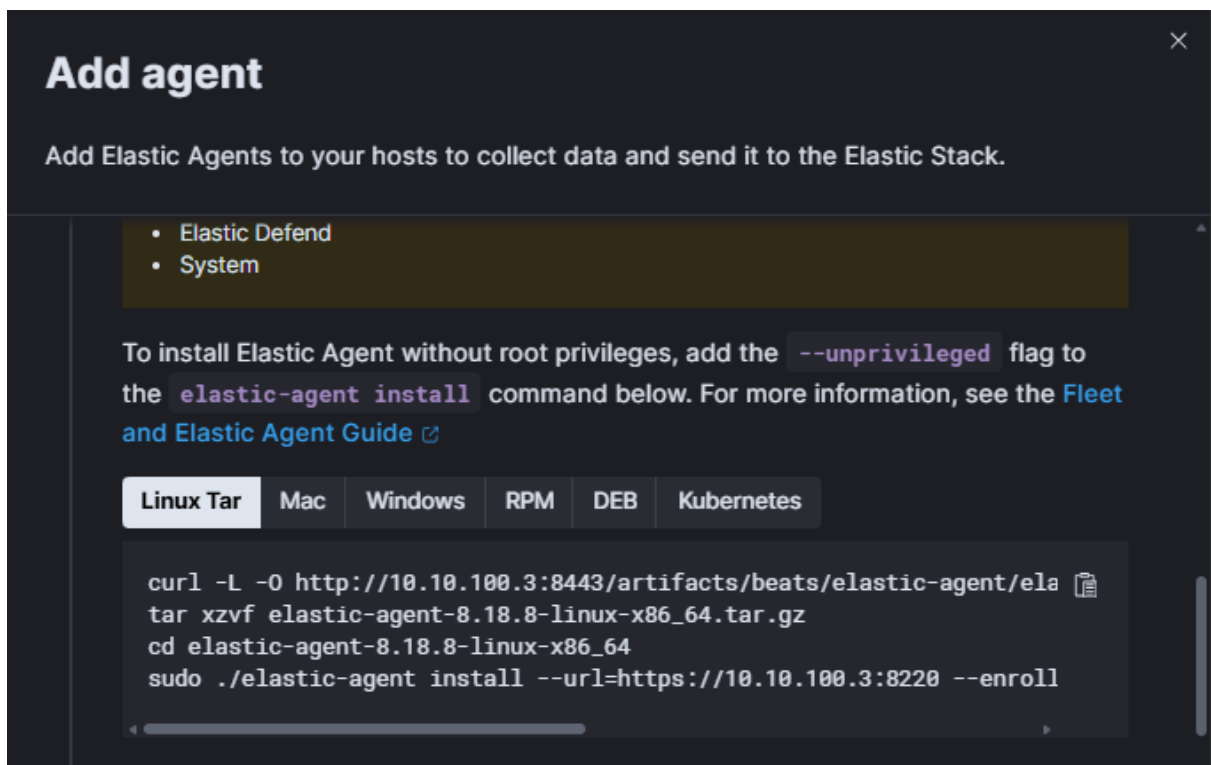 Add agent
Add Elastic Agents to your hosts to collect data and send it to the Elastic Stack.
• Elastic Defend
• System
To install Elastic Agent without root privileges, add the --unprivileged flag to
the elastic-agent install command below. For more information, see the Fleet
and Elastic Agent Guide
Linux Tar Mac Windows RPM DEB Kubernetes
curl -L -O http://10.10.100.3:8443/artifacts/beats/elastic-agent/ela
tar xzvf elastic-agent-8.18.8-linux-x86_64.tar.gz
cd elastic-agent-8.18.8-linux-x86_64
sudo ./elastic-agent install --url=https://10.10.100.3:8220 --enroll